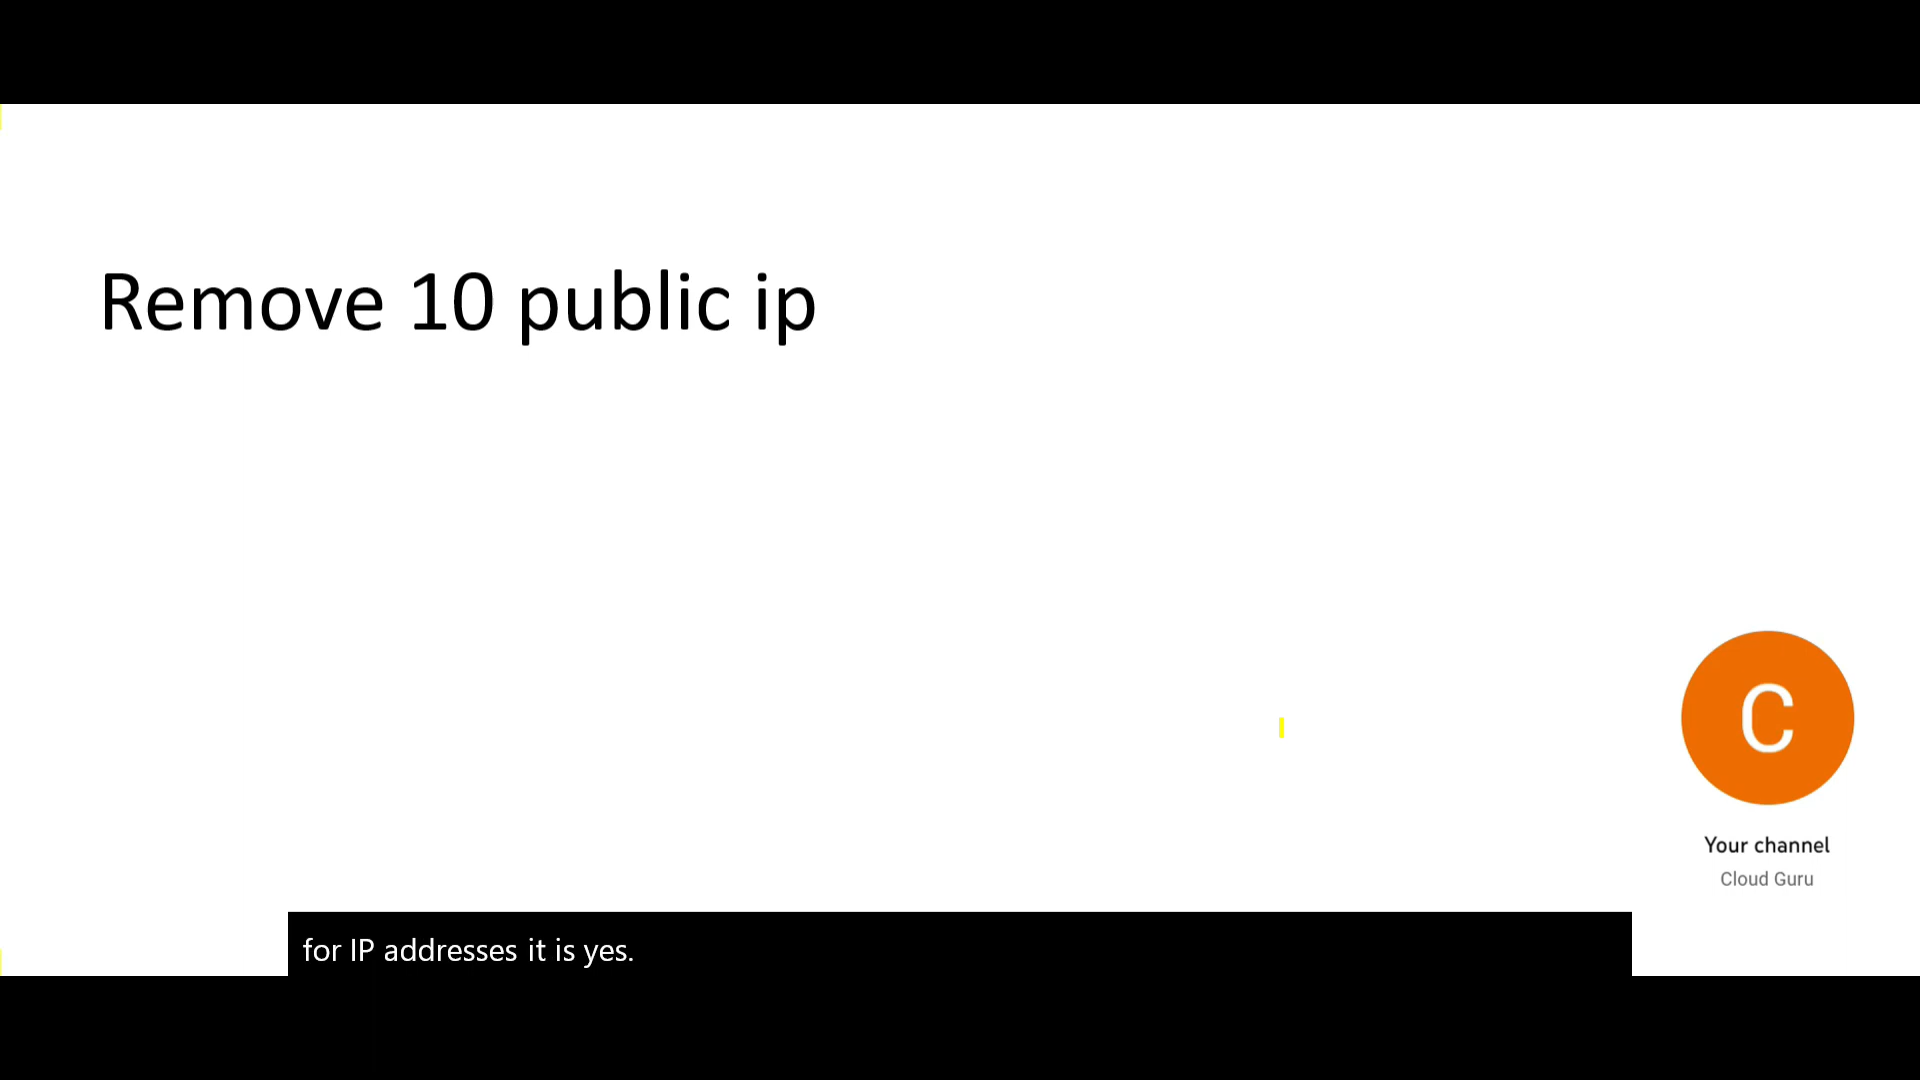 Remove 10 public ip
C
Your channel
Cloud Guru
for IP addresses it is yes.